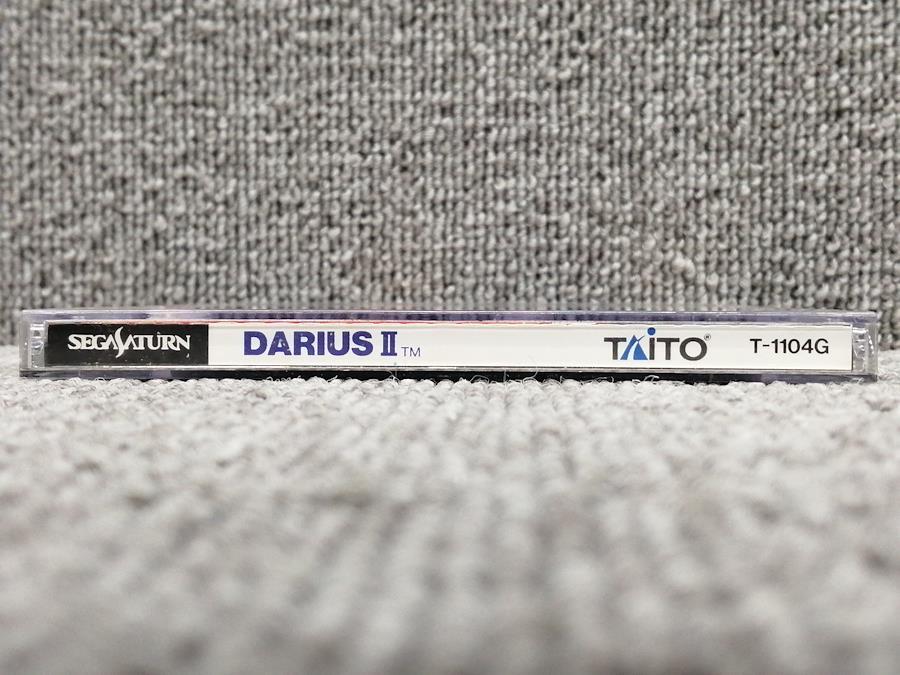 SEGA SATURN DARIUS II TM TAITO® T-1104G